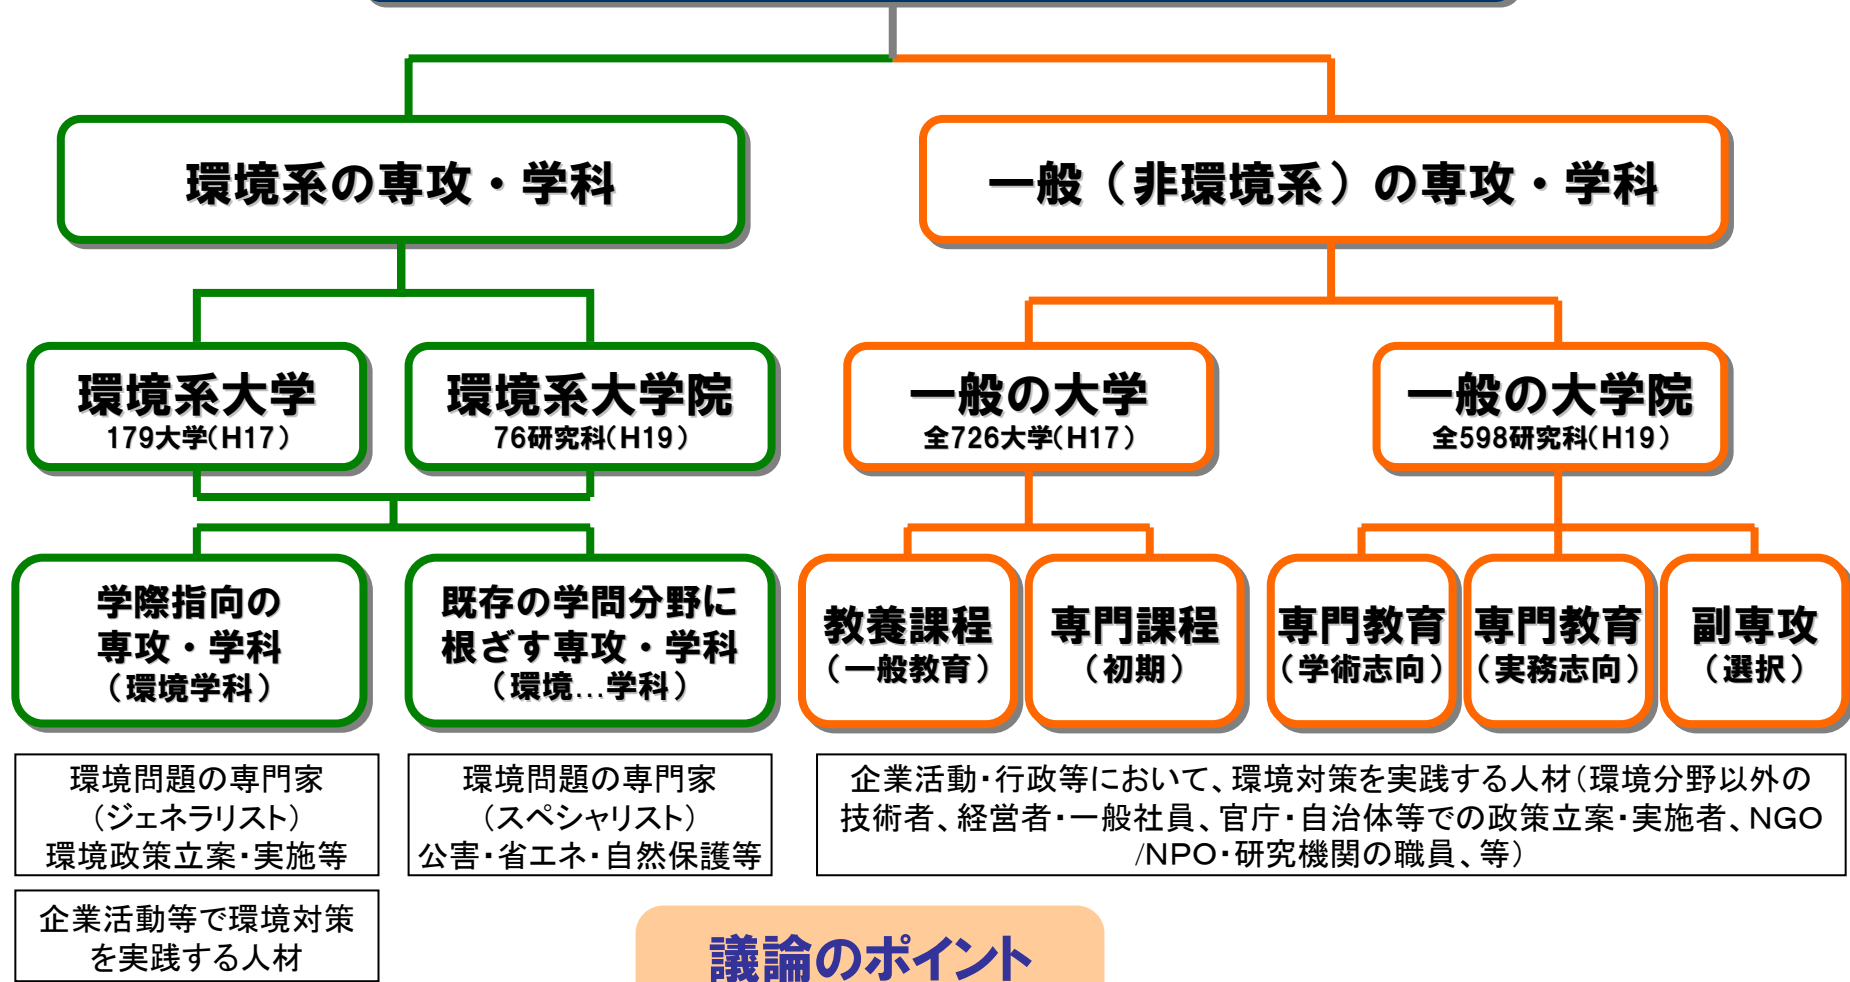 環境系の専攻・学科
一般（非環境系）の専攻・学科
環境系大学
179大学（H17）
環境系大学院
76研究科（H19）
一般の大学
全726大学（H17）
一般の大学院
全598研究科（H19）
学際指向の
専攻・学科
（環境学科）
既存の学問分野に
根ざす専攻・学科
（環境…学科）
教養課程
（一般教育）
専門課程
（初期）
専門教育
（学術志向）
専門教育
（実務志向）
副専攻
（選択）
環境問題の専門家
（ジェネラリスト）
環境政策立案・実施等
環境問題の専門家
（スペシャリスト）
公害・省エネ・自然保護等
企業活動・行政等において、環境対策を実践する人材（環境分野以外の
技術者、経営者・一般社員、官庁・自治体等での政策立案・実施者、NGO
/NPO・研究機関の職員、等）
企業活動等で環境対策
を実践する人材
議論のポイント